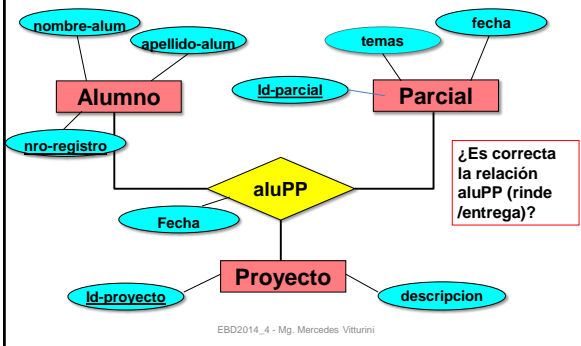 nombre-alum
apellido-alum
Alumno
nro-registro
temas
fecha
Id-parcial
Parcial
¿Es correcta
la relación
aluPP (rinde
/entrega)?
aluPP
Fecha
Proyecto
Id-proyecto
descripcion
EBD2014_4 - Mg. Mercedes Vitturini